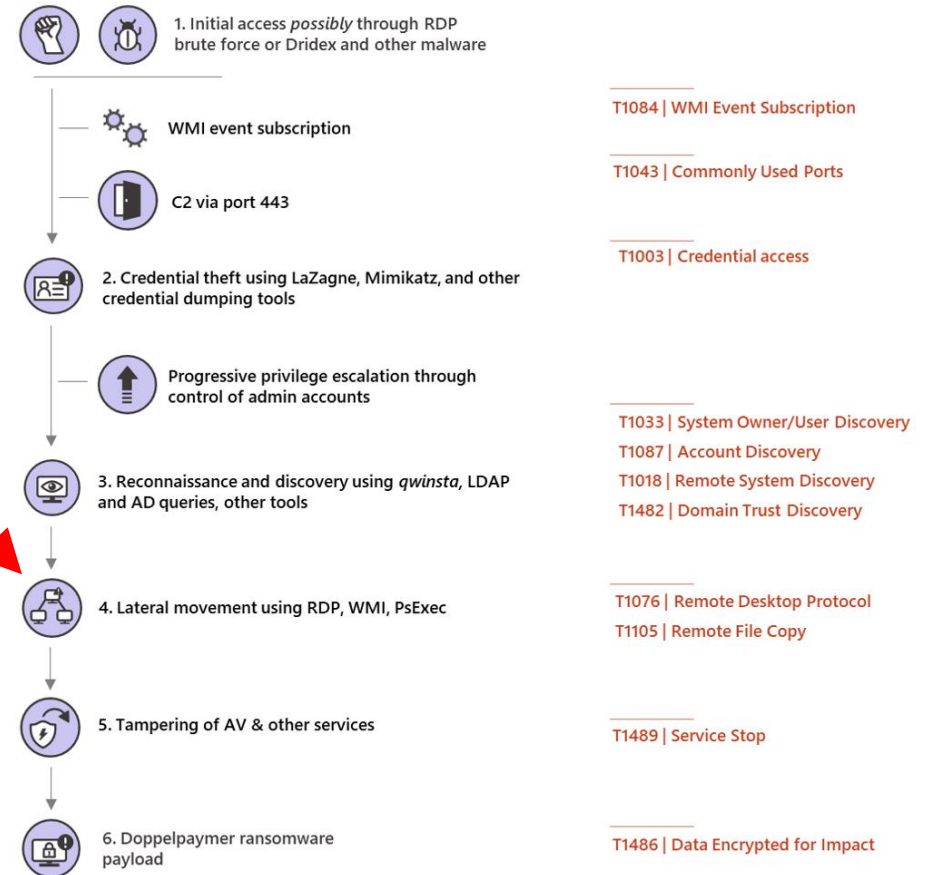 1. Initial access possibly through RDP
brute force or Dridex and other malware
T1084 | WMI Event Subscription
WMI event subscription
T1043 | Commonly Used Ports
C2 via port 443
T1003 | Credential access
2. Credential theft using LaZagne, Mimikatz, and other
credential dumping tools
Progressive privilege escalation through
control of admin accounts
T1033 | System Owner/User Discovery
T1087 | Account Discovery
3. Reconnaissance and discovery using qwinsta, LDAP
and AD queries, other tools
T1018 | Remote System Discovery
T1482 | Domain Trust Discovery
4. Lateral movement using RDP, WMI, PsExec
T1076 | Remote Desktop Protocol
T1105 | Remote File Copy
5. Tampering of AV & other services
T1489 | Service Stop
6. Doppelpaymer ransomware
payload
T1486 | Data Encrypted for Impact